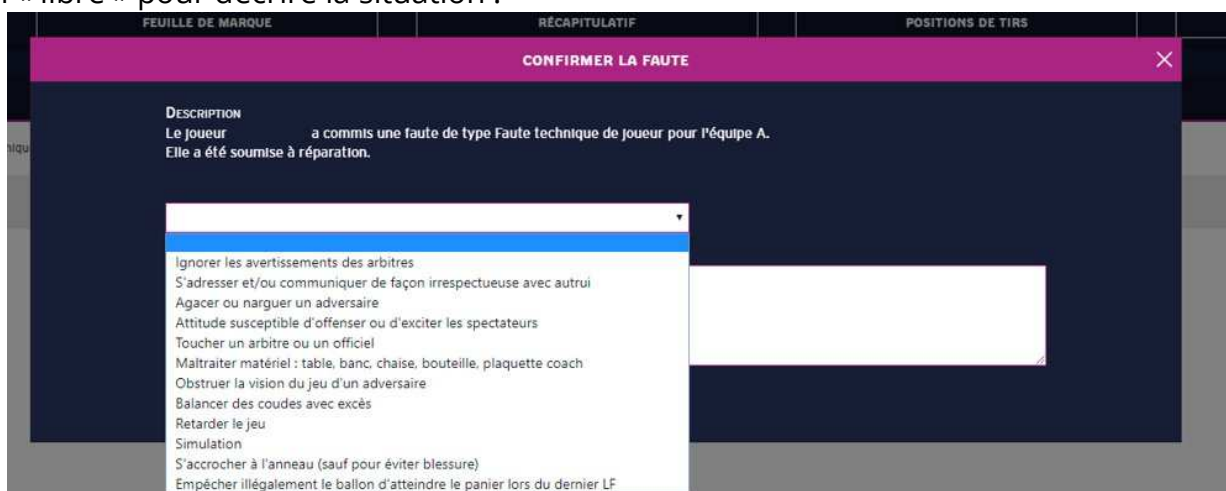 « libre » pour décrire la situation :
FEUILLE DE MARQUE RÉCAPITULATIF POSITIONS DE TIRS
CONFIRMER LA FAUTE
DESCRIPTION
Le joueur a commis une faute de type Faute technique de joueur pour l'équipe A.
Elle a été soumise à réparation.
Ignorer les avertissements des arbitres
S'adresser et/ou communiquer de façon irrespectueuse avec autrui
Agacer ou narguer un adversaire
Attitude susceptible d'offenser ou d'exciter les spectateurs
Toucher un arbitre ou un officiel
Maltraiter matériel : table, banc, chaise, bouteille, plaquette coach
Obstruer la vision du jeu d'un adversaire
Balancer des coudes avec excès
Retarder le jeu
Simulation
S'accrocher à l'anneau (sauf pour éviter blessure)
Empêcher illégalement le ballon d'atteindre le panier lors du dernier LF